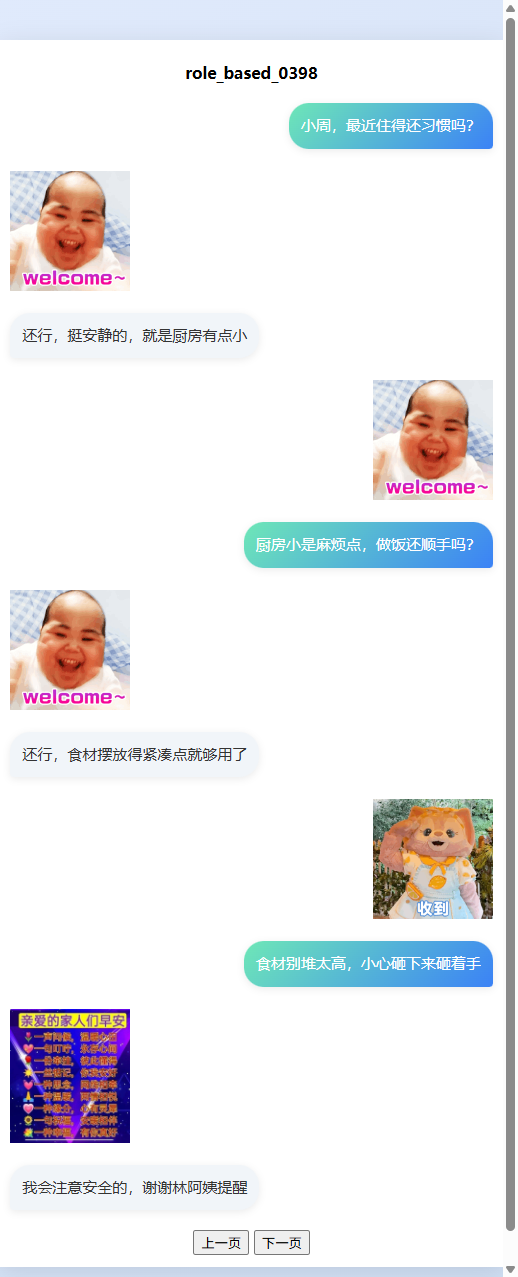 role_based_0398
小周，最近住得还习惯吗？
welcome~
还行，挺安静的，就是厨房有点小
welcome~
厨房小是麻烦点，做饭还顺手吗？
welcome~
还行，食材摆放得紧凑点就够用了
收到
食材别堆太高，小心砸下来砸着手
亲爱的家人们早安
我会注意安全的，谢谢林阿姨提醒
上一页 下一页